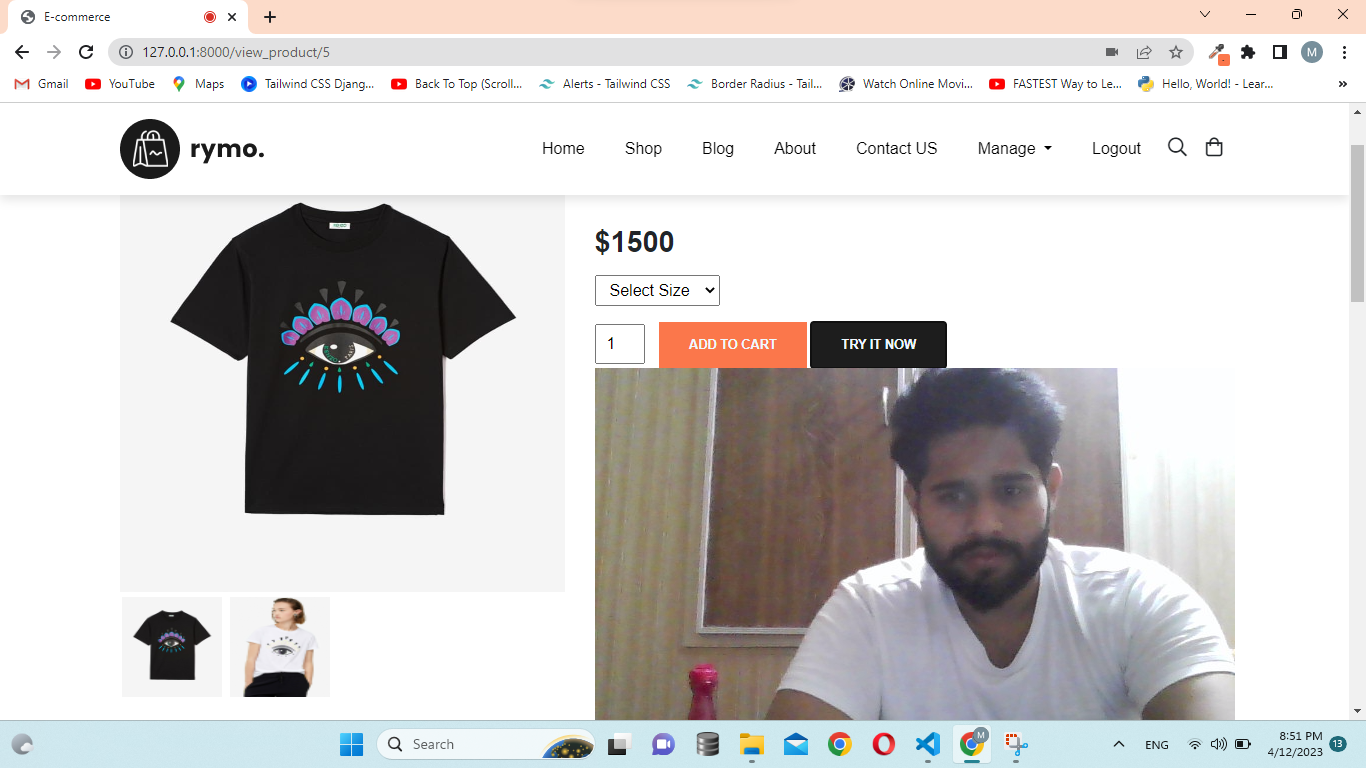 E-commerce
127.0.0.1:8000/view_product/5
M
Gmail
YouTube
Maps
Tailwind CSS Djang...
Back To Top (Scroll...
Alerts - Tailwind CSS
Border Radius - Tail...
Watch Online Movi...
FASTEST Way to Le...
Hello, World! - Lear...
»
rymo.
Home
Shop
Blog
About
Contact US
Manage
Logout
$1500
Select Size
1
ADD TO CART
TRY IT NOW
Search
M
ENG
8:51 PM
4/12/2023
13